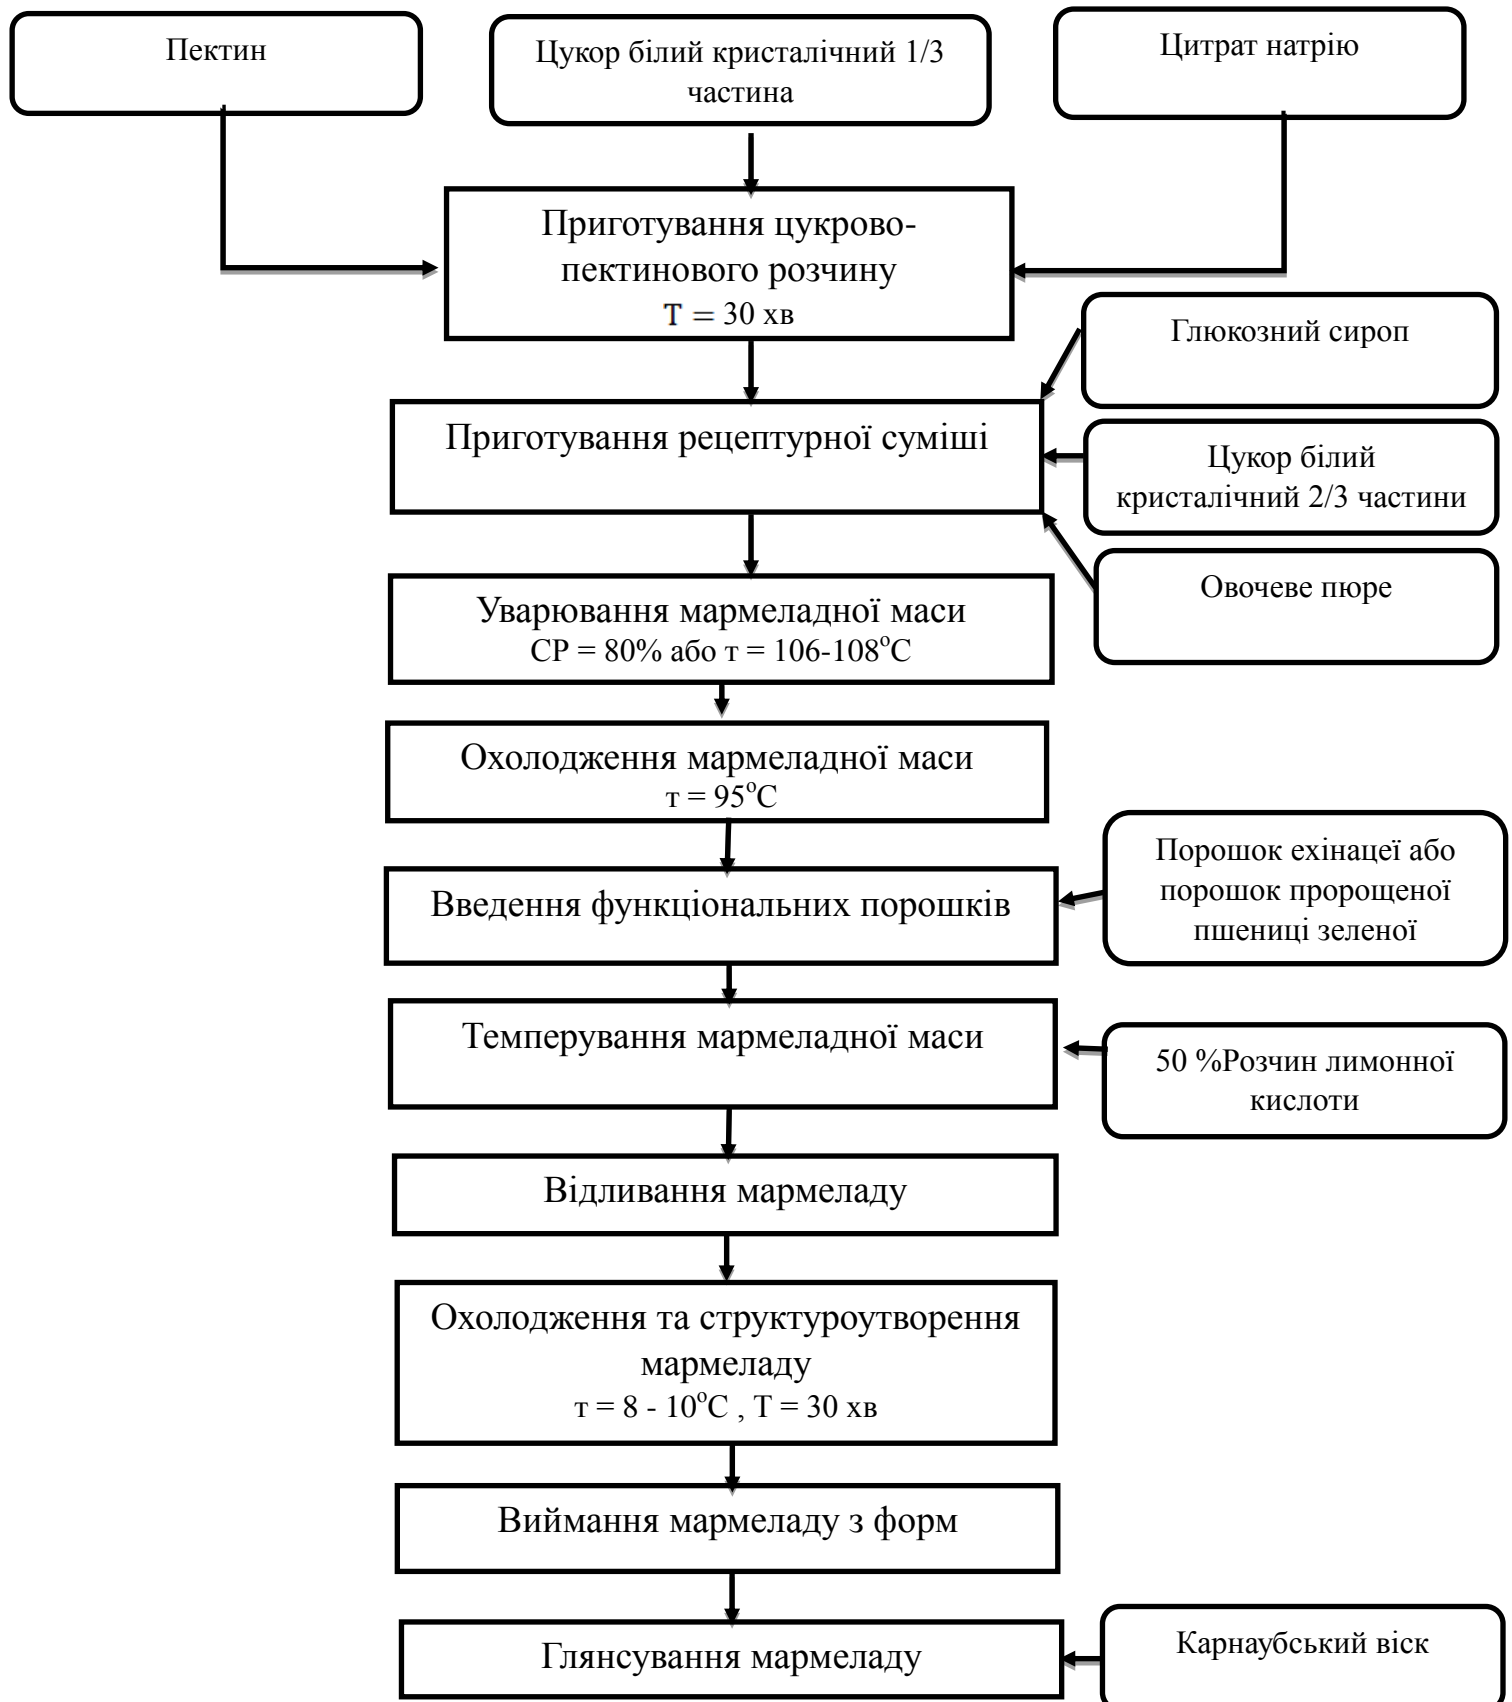 Пектин
Цукор білий кристалічний 1/3
частина
Цитрат натрію
Приготування цукрово-
пектинового розчину
T = 30 хв
Глюкозний сироп
Приготування рецептурної суміші
Цукор білий
кристалічний 2/3 частини
Овочеве пюре
Уварювання мармеладної маси
СР = 80% або т = 106-108°С
Охолодження мармеладної маси
т = 95°С
Введення функціональних порошків
Порошок ехінацеї або
порошок пророщеної
пшениці зеленої
Темперування мармеладної маси
50 %Розчин лимонної
кислоти
Відливання мармеладу
Охолодження та структуроутворення
мармеладу
т = 8 - 10°С , Т = 30 хв
Виймання мармеладу з форм
Глянсування мармеладу
Карнаубський віск